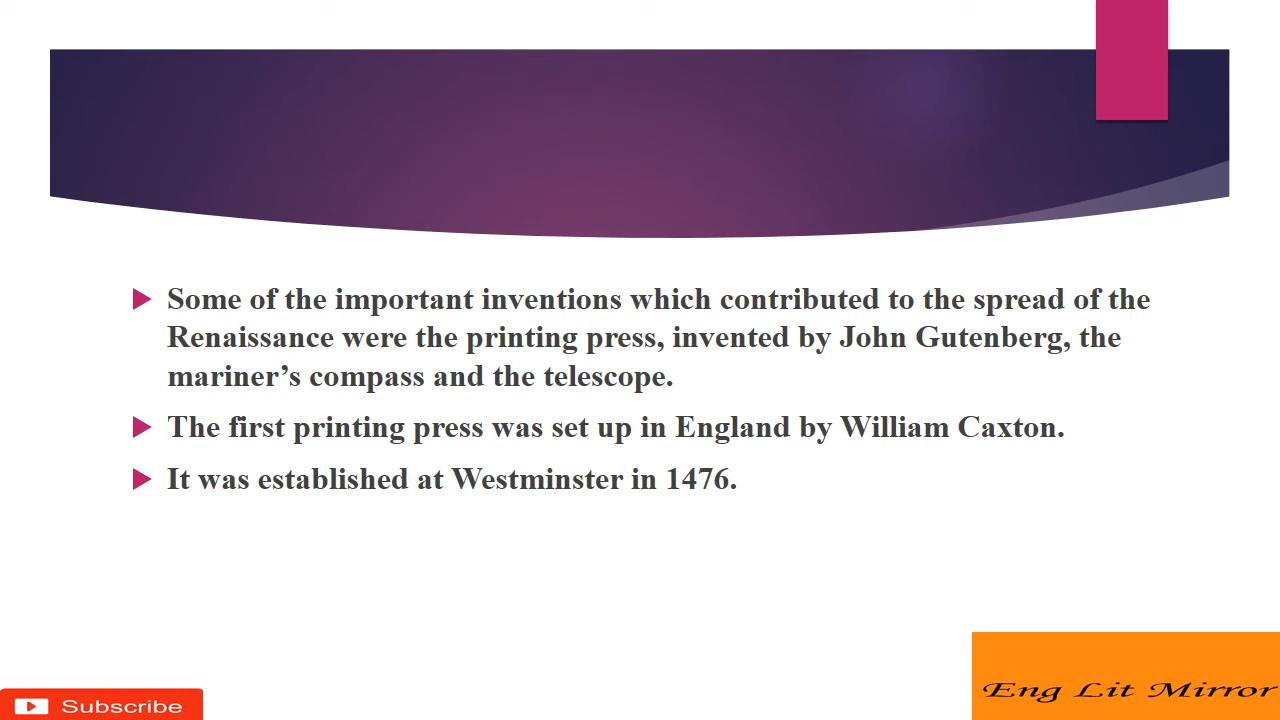 Some of the important inventions which contributed to the spread of the
Renaissance were the printing press, invented by John Gutenberg, the
mariner’s compass and the telescope.
The first printing press was set up in England by William Caxton.
It was established at Westminster in 1476.
Subscribe
Eng Lit Mirror